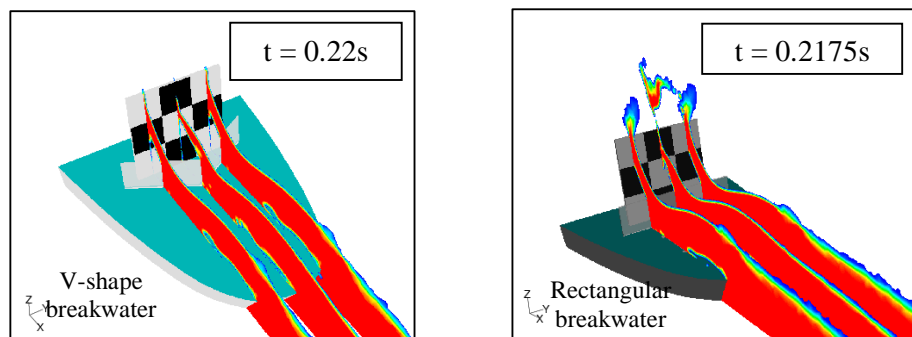 t = 0.22s
V-shape
breakwater
Z
Y
X
t = 0.2175s
Rectangular
breakwater
Z
Y
X